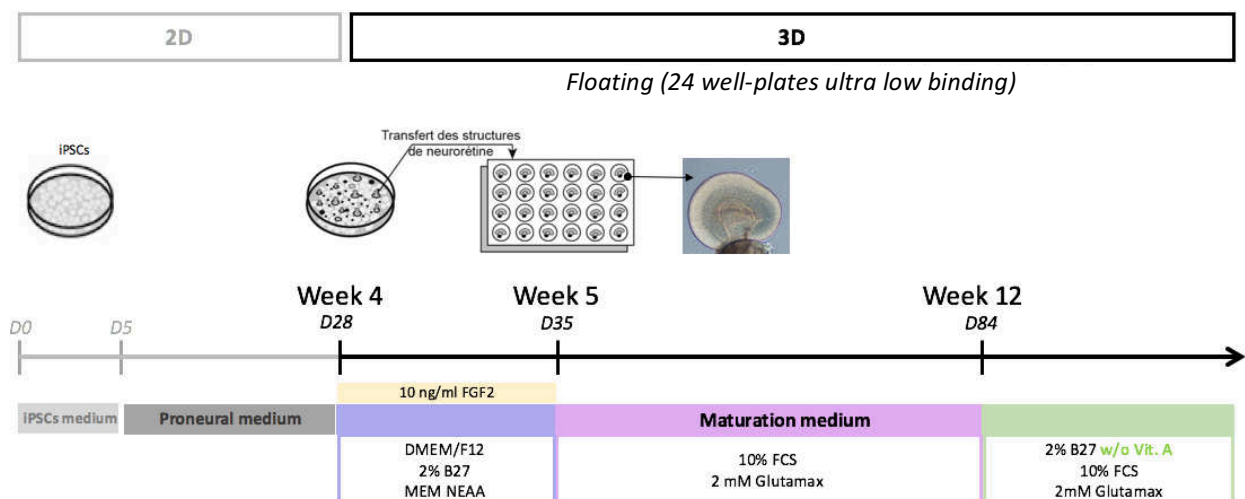 2D
3D
Floating (24 well-plates ultra low binding)
iPSCs
Transfert des structures
de neurorétine
Week 4
Week 5
Week 12
D0
D5
D28
D35
D84
10 ng/ml FGF2
iPSCs medium
Proneural medium
Maturation medium
DMEM/F12
2% B27
MEM NEAA
10% FCS
2 mM Glutamax
2% B27 w/o Vit. A
10% FCS
2mM Glutamax